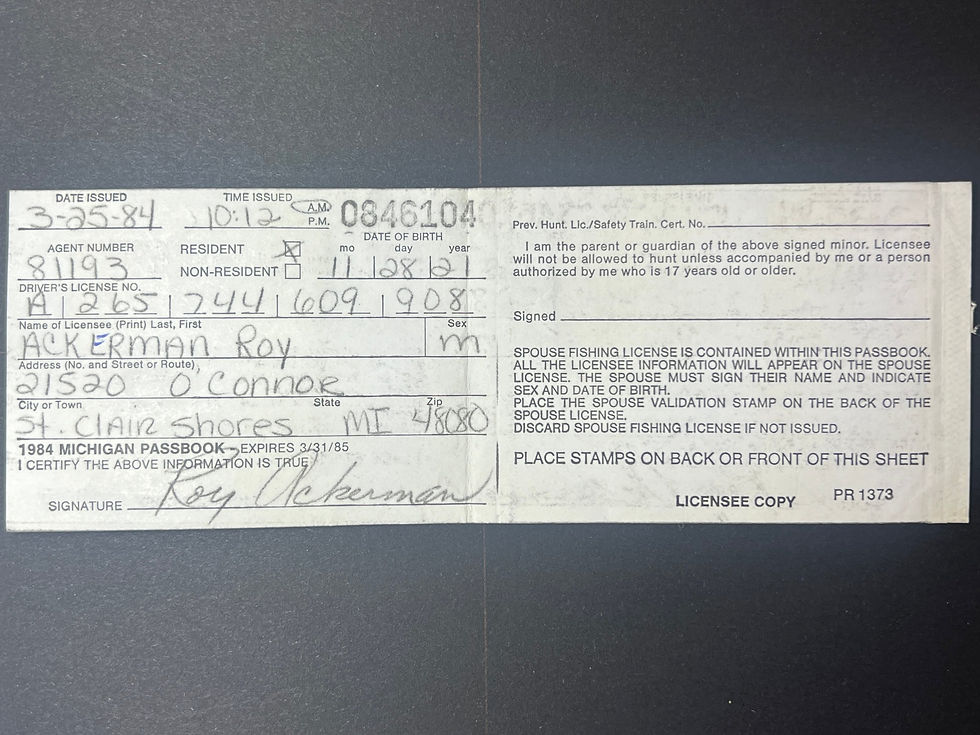 DATE ISSUED TIME ISSUED A.M. P.M. 0846104
3-25-84 10:12
AGENT NUMBER RESIDENT DATE OF BIRTH
81193 NON-RESIDENT mo day year
11 28 21
DRIVER'S LICENSE NO.
A 265 744 609 908
Name of Licensee (Print) Last, First Sex
ACKERMAN Roy m
Address (No. and Street or Route)
21520 O Connor
City or Town State Zip
St. Clair Shores MI 48080
1984 MICHIGAN PASSBOOK – EXPIRES 3/31/85
I CERTIFY THE ABOVE INFORMATION IS TRUE
SIGNATURE Roy Ackerman
Prev. Hunt. Lic./Safety Train. Cert. No.
I am the parent or guardian of the above signed minor. Licensee
will not be allowed to hunt unless accompanied by me or a person
authorized by me who is 17 years old or older.
Signed
SPOUSE FISHING LICENSE IS CONTAINED WITHIN THIS PASSBOOK.
ALL THE LICENSEE INFORMATION WILL APPEAR ON THE SPOUSE
LICENSE. THE SPOUSE MUST SIGN THEIR NAME AND INDICATE
SEX AND DATE OF BIRTH.
PLACE THE SPOUSE VALIDATION STAMP ON THE BACK OF THE
SPOUSE LICENSE.
DISCARD SPOUSE FISHING LICENSE IF NOT ISSUED.
PLACE STAMPS ON BACK OR FRONT OF THIS SHEET
LICENSEE COPY PR 1373